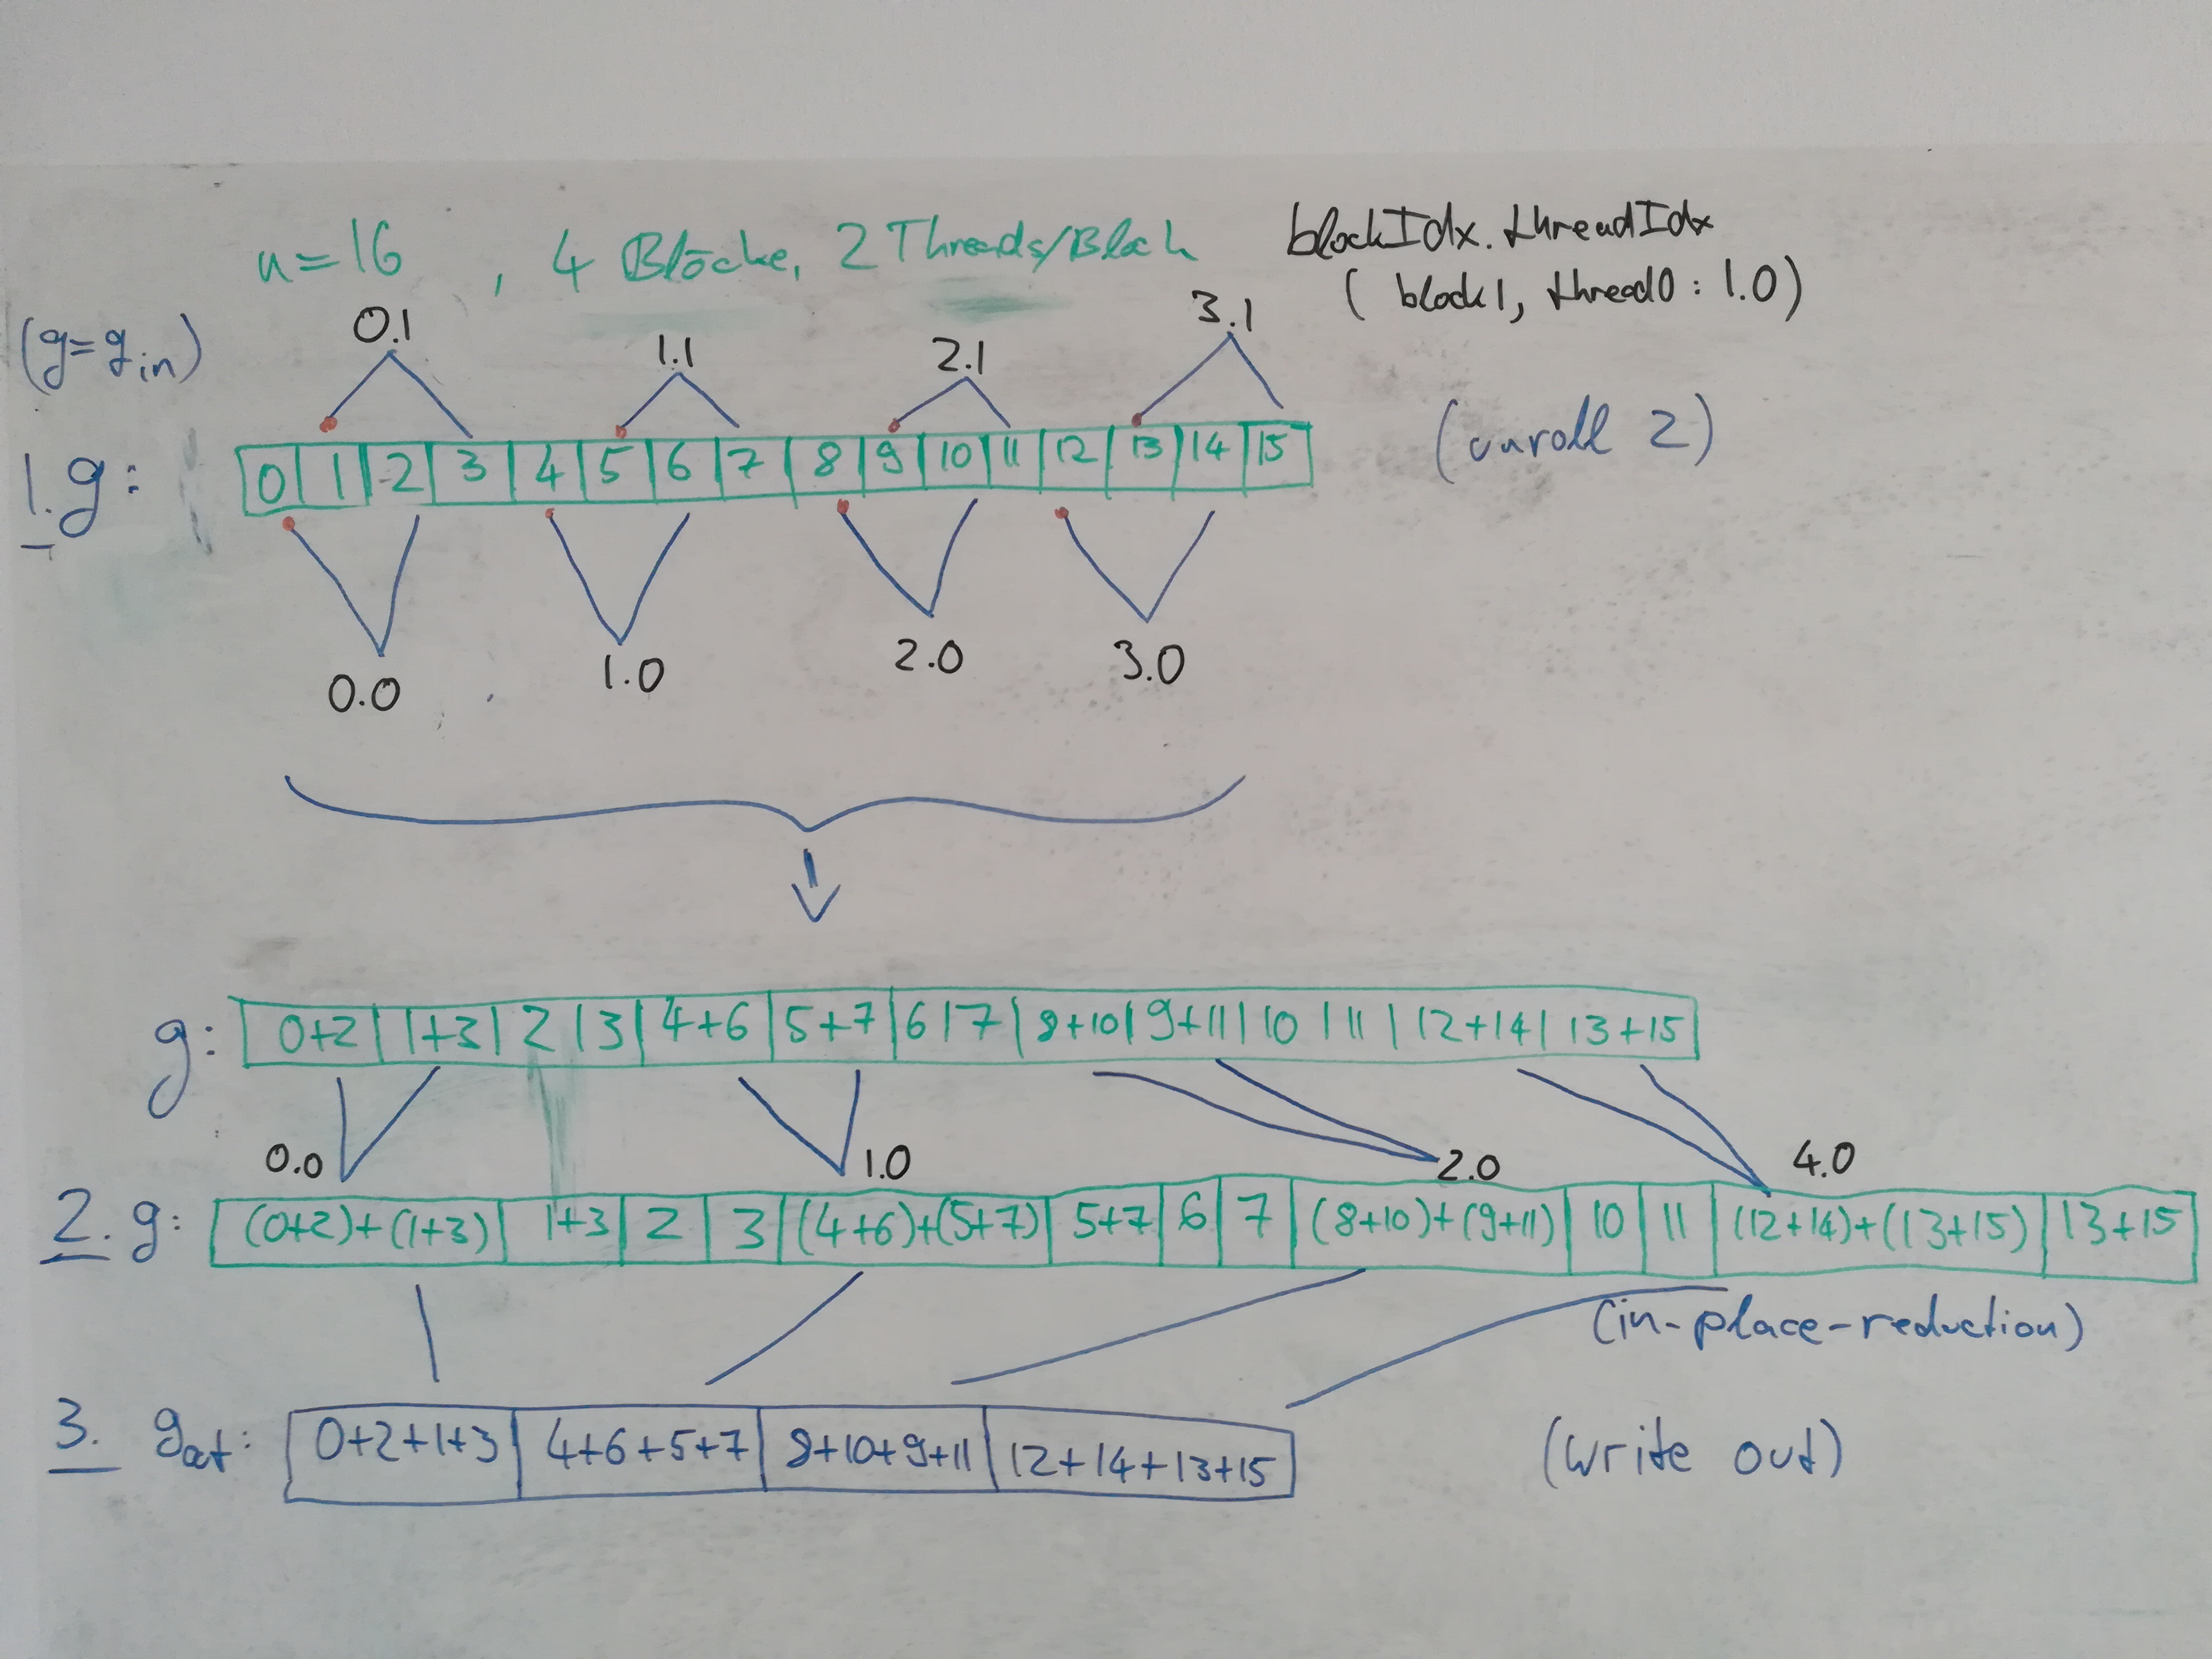 n=16 , 4 Blöcke, 2 Threads/Block
blockIdx.threadIdx
( block1, thread0 : 1.0)
(g=g_in)
0.1 1.1 2.1 3.1
1. g: 0 1 2 3 4 5 6 7 8 9 10 11 12 13 14 15
(unroll 2)
0.0 1.0 2.0 3.0
g: 0+2 | 1+3 | 2 | 3 | 4+6 | 5+7 | 6 | 7 | 8+10 | 9+11 | 10 | 11 | 12+14 | 13+15
0.0 1.0 2.0 4.0
2. g: (0+2)+(1+3) | 1+3 | 2 | 3 | (4+6)+(5+7) | 5+7 | 6 | 7 | (8+10)+(9+11) | 10 | 11 | (12+14)+(13+15) | 13+15
(in-place-reduction)
3. g_out: 0+2+1+3 | 4+6+5+7 | 8+10+9+11 | 12+14+13+15
(write out)